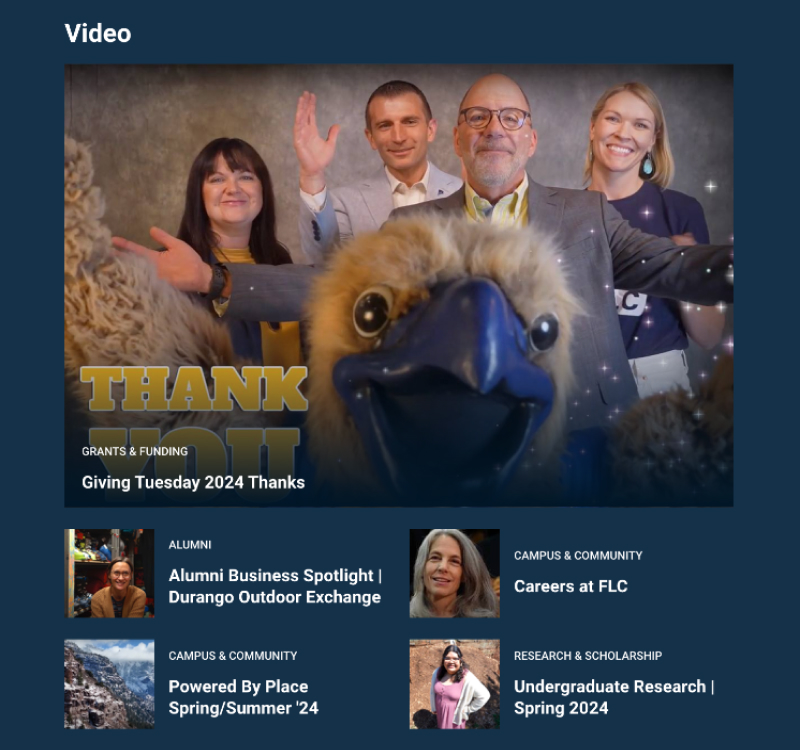 Video
THANK
YOU
GRANTS & FUNDING
Giving Tuesday 2024 Thanks
ALUMNI
Alumni Business Spotlight |
Durango Outdoor Exchange
CAMPUS & COMMUNITY
Careers at FLC
CAMPUS & COMMUNITY
Powered By Place
Spring/Summer '24
RESEARCH & SCHOLARSHIP
Undergraduate Research |
Spring 2024